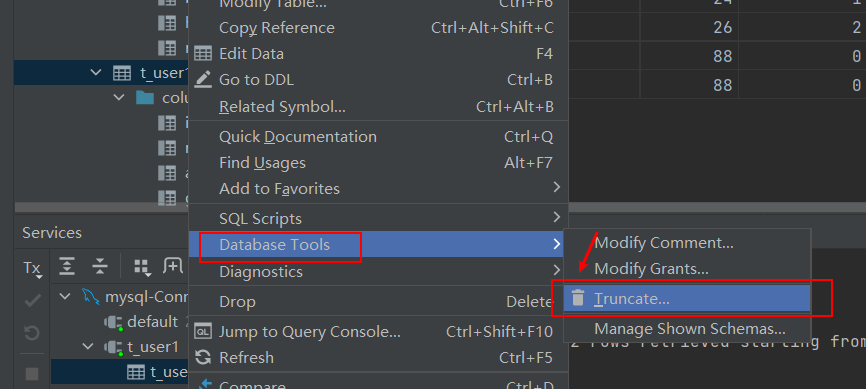 Modify Table... Ctrl+F6
24 1
Copy Reference Ctrl+Alt+Shift+C
26 2
Edit Data F4
88 0
t_user1
Go to DDL Ctrl+B
88 0
colu
Related Symbol... Ctrl+Alt+B
Quick Documentation Ctrl+Q
Find Usages Alt+F7
Add to Favorites
SQL Scripts
Services
Database Tools
Modify Comment...
Tx
Diagnostics
Modify Grants...
mysql-Conn
Drop Delete
Truncate...
default
Jump to Query Console... Ctrl+Shift+F10
Manage Shown Schemas...
t_user1
Refresh Ctrl+F5
rows retrieved starting from
t_use
Compare Ctrl+D